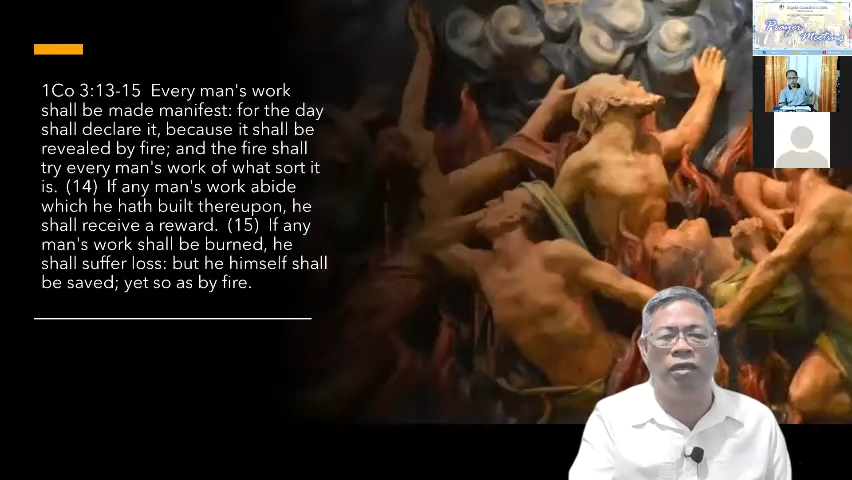 1Co 3:13-15  Every man's work
shall be made manifest: for the day
shall declare it, because it shall be
revealed by fire; and the fire shall
try every man's work of what sort it
is.  (14)  If any man's work abide
which he hath built thereupon, he
shall receive a reward.  (15)  If any
man's work shall be burned, he
shall suffer loss: but he himself shall
be saved; yet so as by fire.
Prayer
Meeting